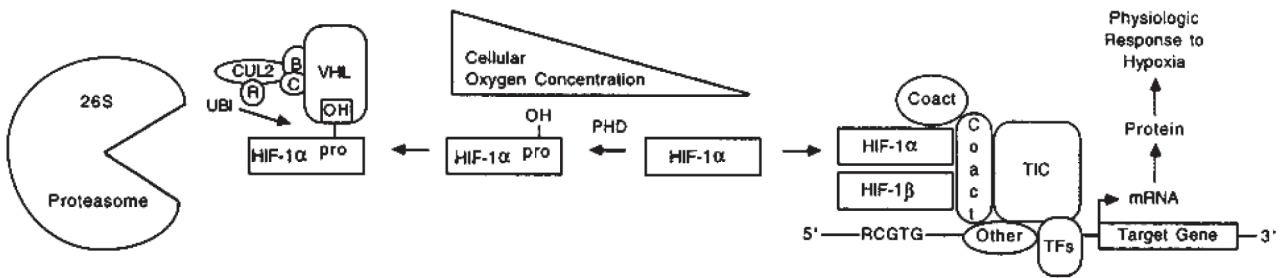 26S
Proteasome
CUL2
B
C
R
VHL
UBI
OH
HIF-1α pro
Cellular
Oxygen Concentration
OH
HIF-1α pro
PHD
HIF-1α
Coact
HIF-1α
HIF-1β
Coact
TIC
5'
RCGTG
Other
TFs
Target Gene
3'
mRNA
Protein
Physiologic
Response to
Hypoxia